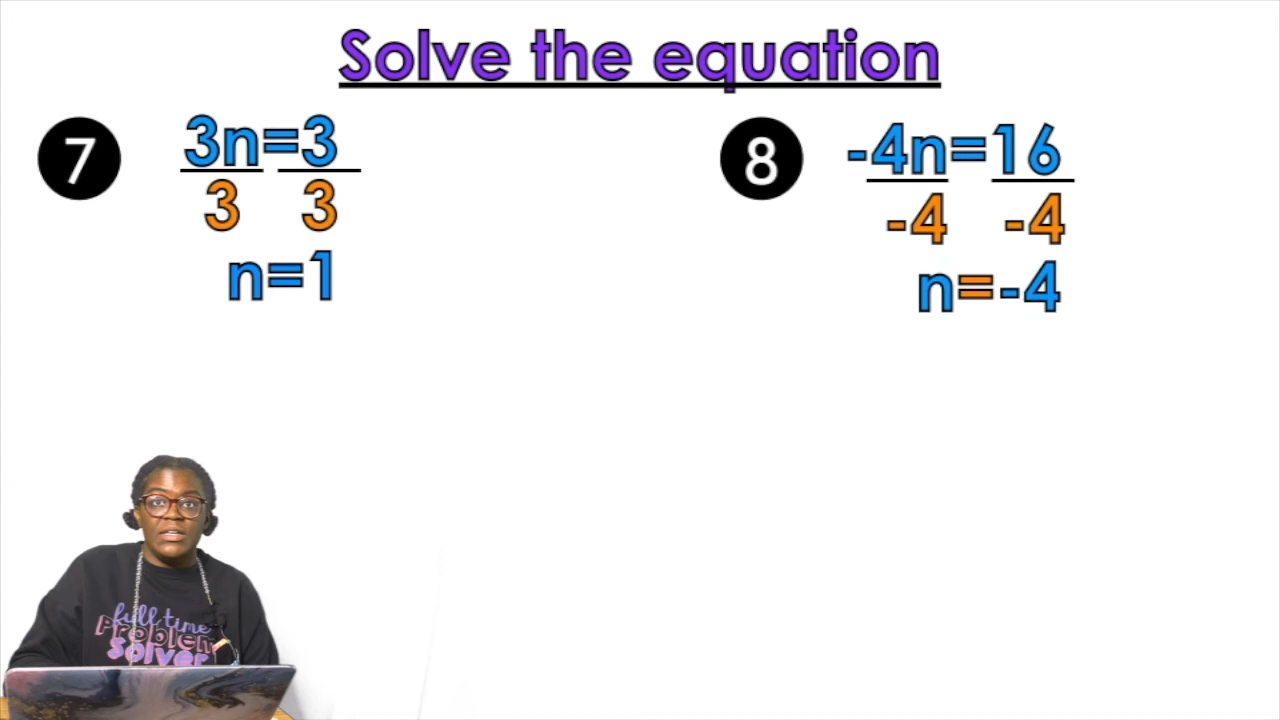 Solve the equation
7
3n=3
3 3
n=1
8
-4n=16
-4 -4
n=-4
full time
problem
solver